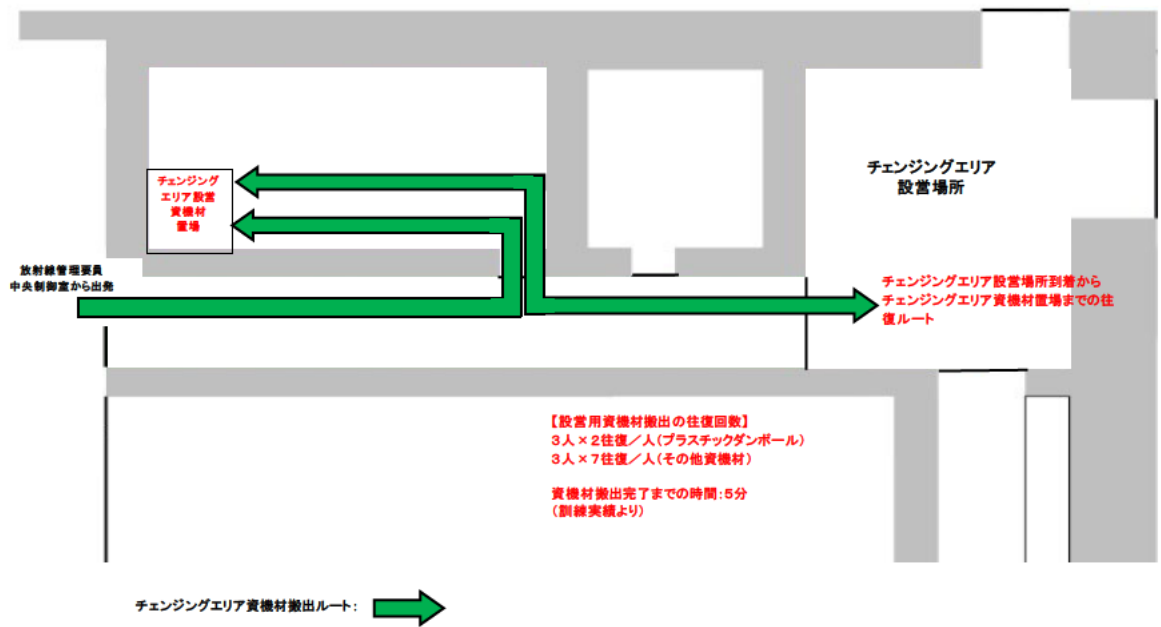 チェンジングエリア
設営場所
チェンジング
エリア設営
資機材
置場
放射線管理要員
中央制御室から出発
チェンジングエリア設営場所到着から
チェンジングエリア資機材置場までの往
復ルート
【設営用資機材搬出の往復回数】
3人×2往復/人(プラスチックダンボール)
3人×7往復/人(その他資機材)
資機材搬出完了までの時間:5分
(訓練実績より)
チェンジングエリア資機材搬出ルート: